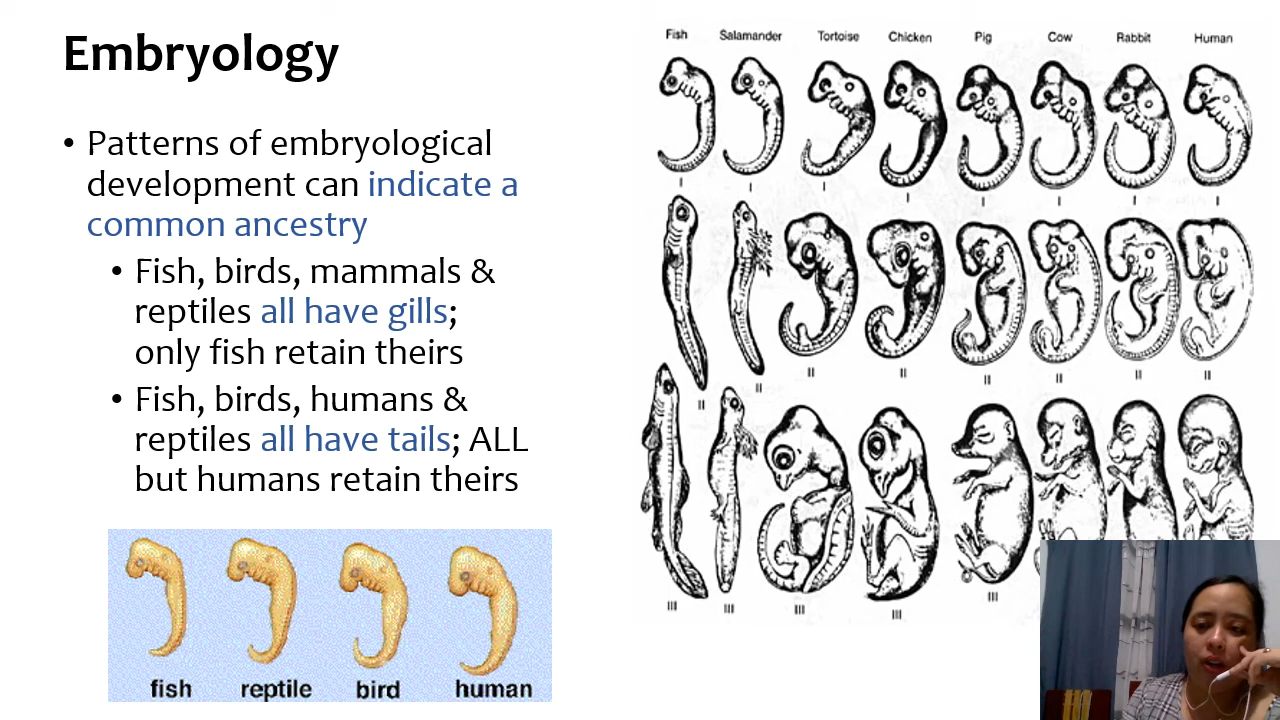 Embryology
• Patterns of embryological
development can indicate a
common ancestry
• Fish, birds, mammals &
reptiles all have gills;
only fish retain theirs
• Fish, birds, humans &
reptiles all have tails; ALL
but humans retain theirs
fish reptile bird human
Fish Salamander Tortoise Chicken Pig Cow Rabbit Human
I I I I I I I I
II II II II II II II II
III III III III III